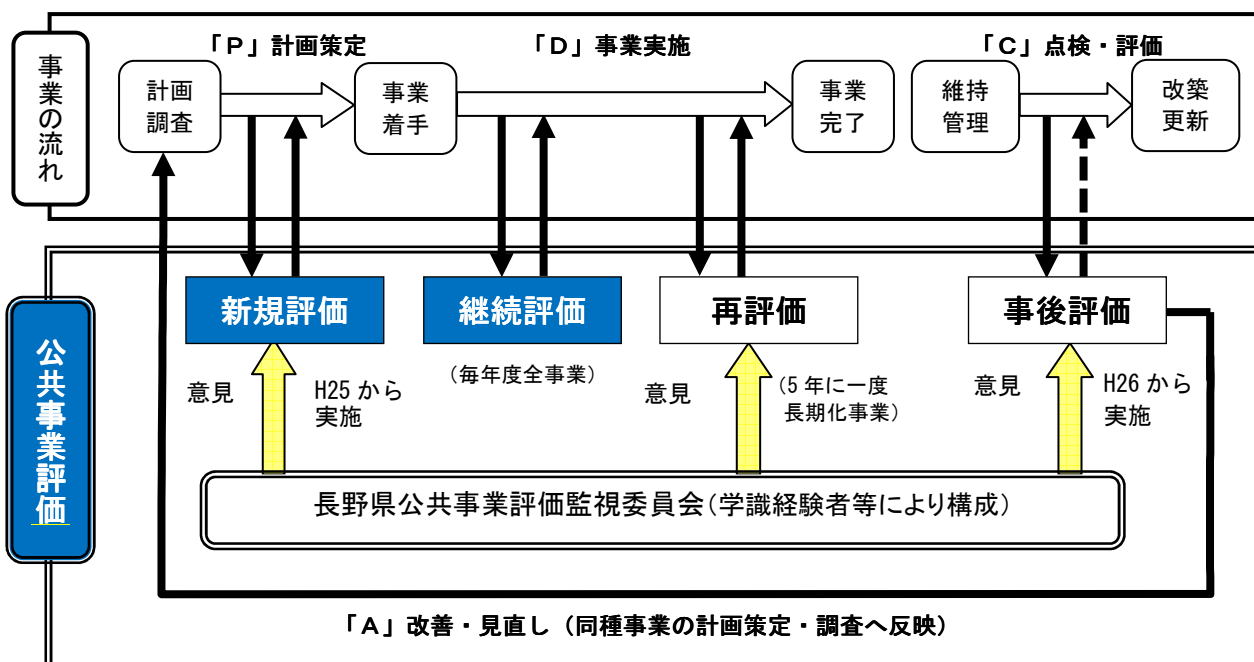 事業の流れ
「P」計画策定
「D」事業実施
「C」点検・評価
計画
調査
事業
着手
事業
完了
維持
管理
改築
更新
公共事業評価
新規評価
継続評価
再評価
事後評価
意見
H25 から
実施
(毎年度全事業)
意見
(5 年に一度
長期化事業)
意見
H26 から
実施
長野県公共事業評価監視委員会(学識経験者等により構成)
「A」改善・見直し(同種事業の計画策定・調査へ反映)